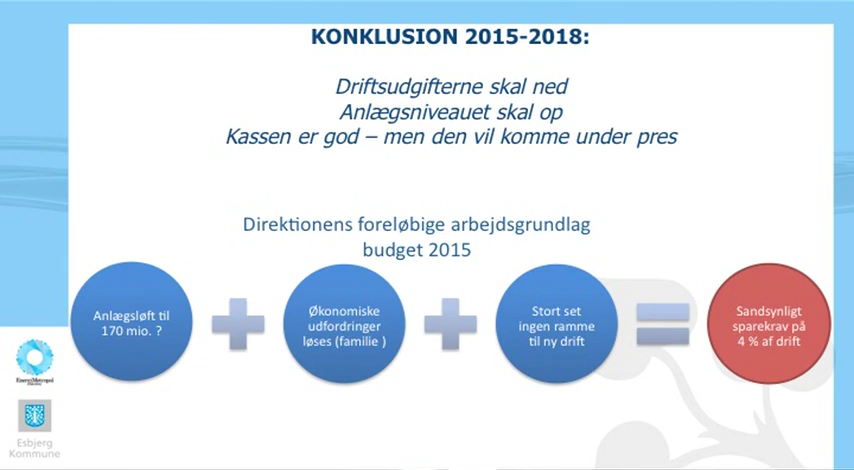 KONKLUSION 2015-2018:
Driftsudgifterne skal ned
Anlægsniveauet skal op
Kassen er god – men den vil komme under pres
Direktionens foreløbige arbejdsgrundlag
budget 2015
Anlægsløft til
170 mio. ?
Økonomiske
udfordringer
løses (familie )
Stort set
ingen ramme
til ny drift
Sandsynligt
sparekrav på
4 % af drift
EnergiMetropol
Esbjerg
Kommune